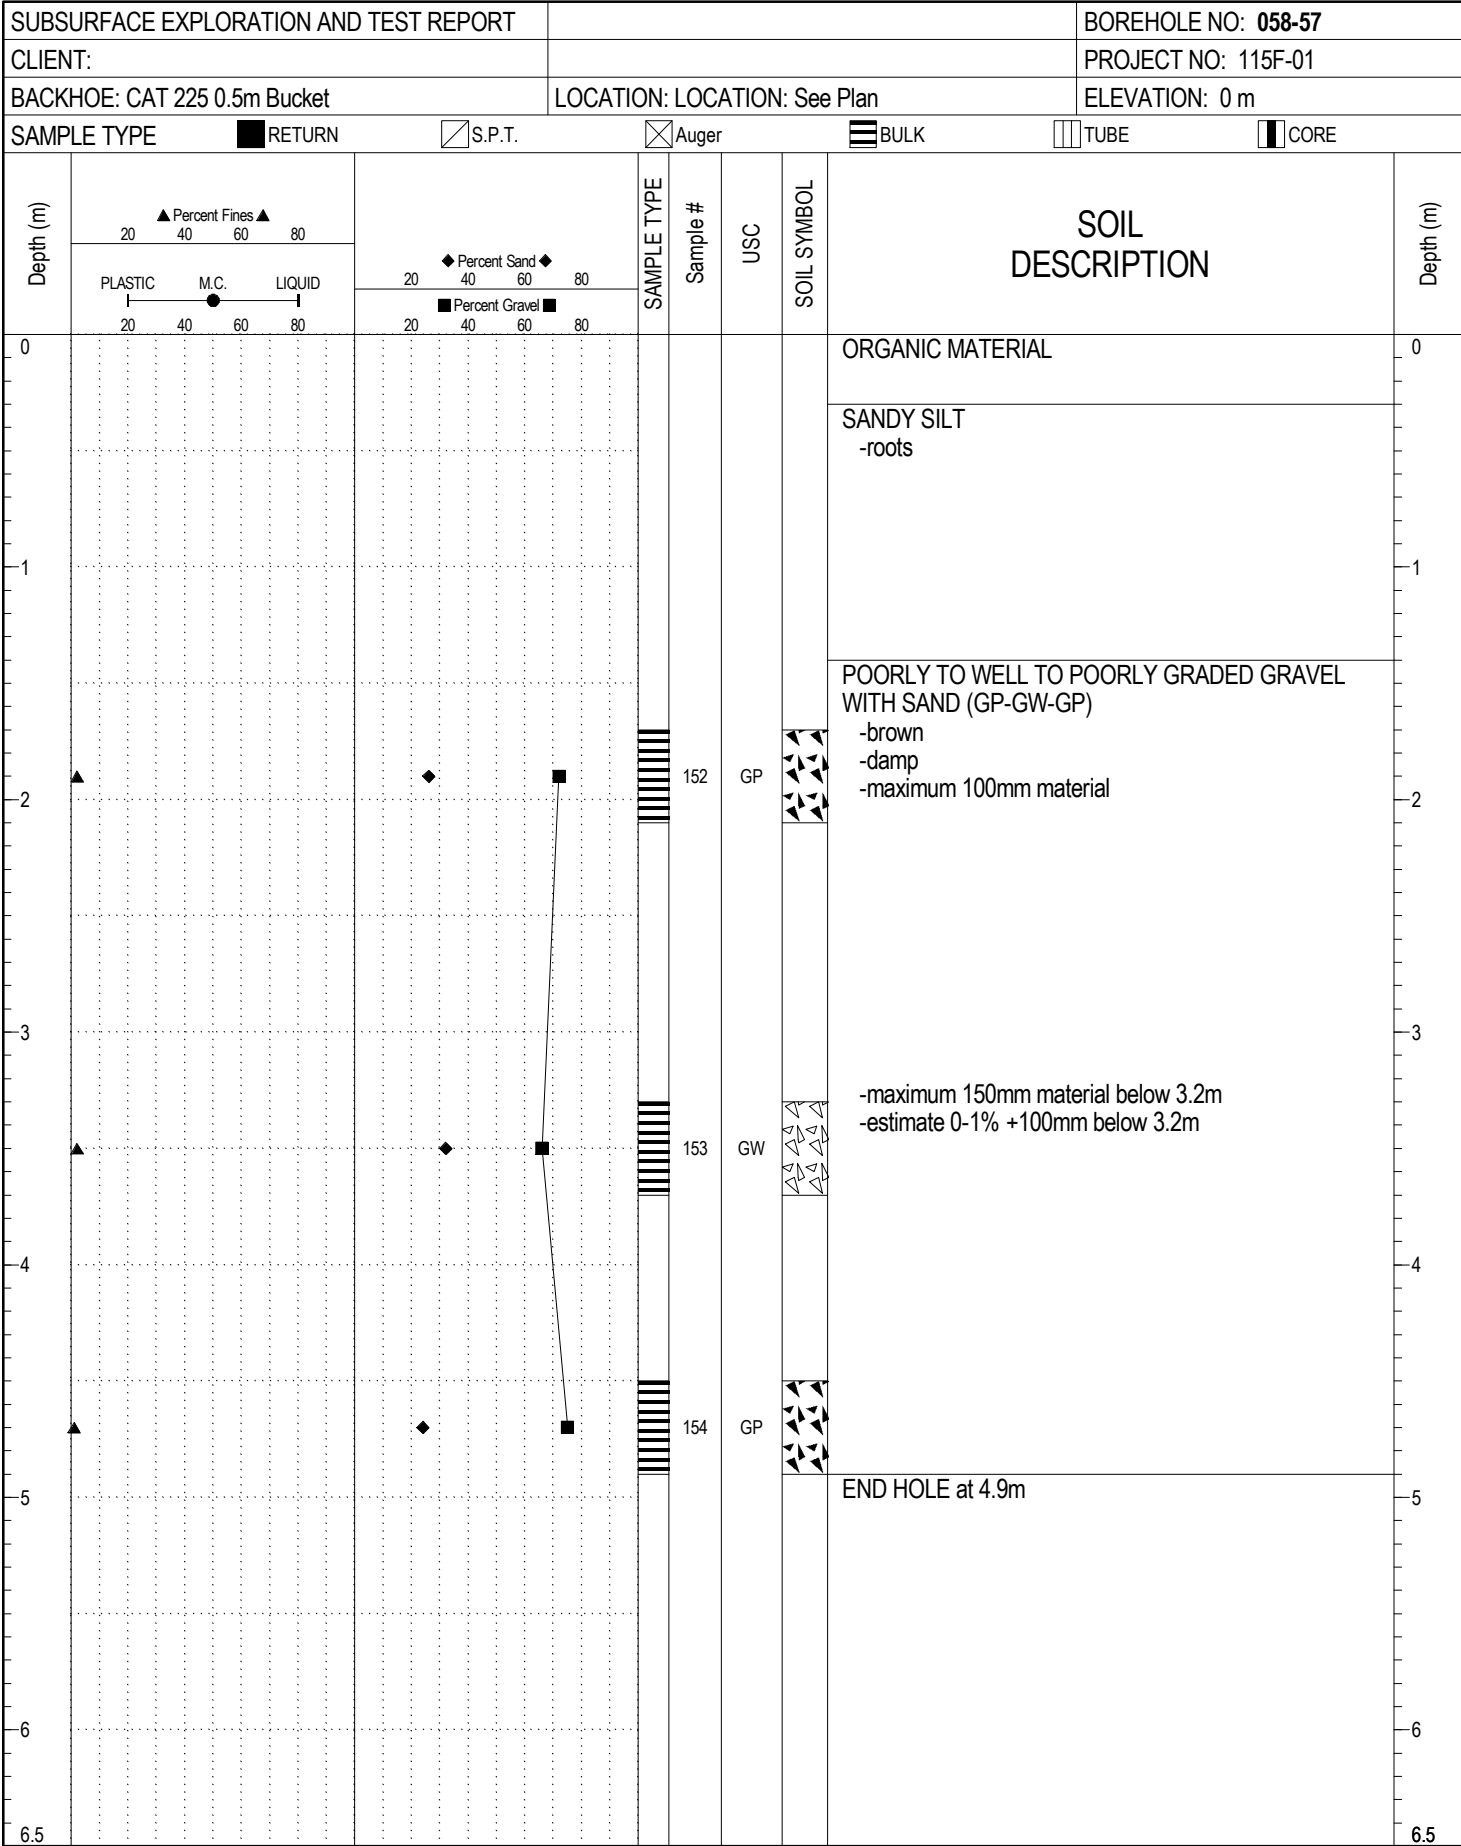 SUBSURFACE EXPLORATION AND TEST REPORT
BOREHOLE NO: 058-57
CLIENT:
PROJECT NO: 115F-01
BACKHOE: CAT 225 0.5m Bucket
LOCATION: LOCATION: See Plan
ELEVATION: 0 m
SAMPLE TYPE RETURN S.P.T. Auger BULK TUBE CORE
Depth (m)
Percent Fines
20 40 60 80
PLASTIC M.C. LIQUID
20 40 60 80
Percent Sand
20 40 60 80
Percent Gravel
20 40 60 80
SAMPLE TYPE
Sample #
USC
SOIL SYMBOL
SOIL
DESCRIPTION
Depth (m)
0 0
ORGANIC MATERIAL
SANDY SILT
-roots
1 1
POORLY TO WELL TO POORLY GRADED GRAVEL
WITH SAND (GP-GW-GP)
-brown
-damp
152 GP
-maximum 100mm material
2 2
3 3
-maximum 150mm material below 3.2m
-estimate 0-1% +100mm below 3.2m
153 GW
4 4
154 GP
END HOLE at 4.9m
5 5
6 6
6.5 6.5